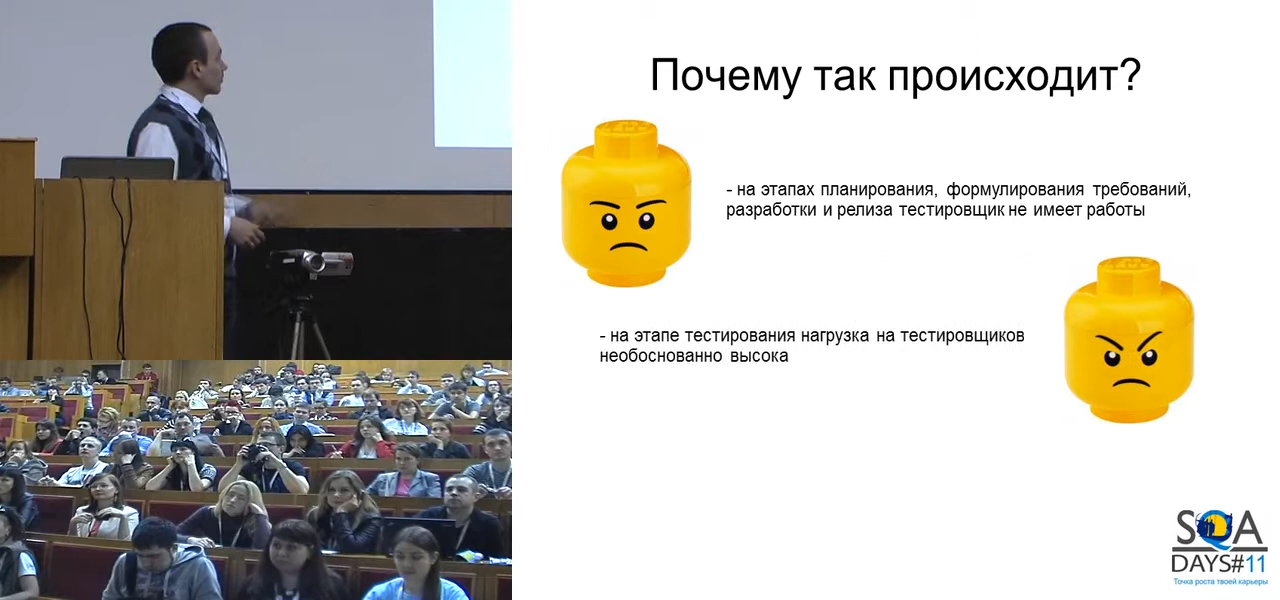 Почему так происходит?
- на этапах планирования, формулирования требований,
разработки и релиза тестировщик не имеет работы
- на этапе тестирования нагрузка на тестировщиков
необоснованно высока
SQA
DAYS#11
Точка роста твоей карьеры